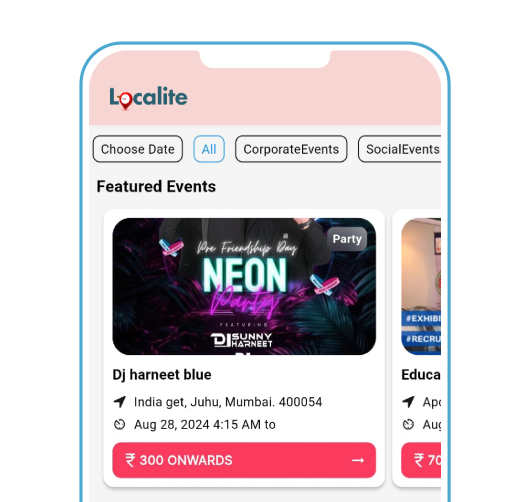 Localite
Choose Date
All
CorporateEvents
SocialEvents
Featured Events
Party
Pre Friendship Day
NEON
Party
FEATURING
DJ SUNNY
HARNEET
#EXHIBI
#RECRU
Dj harneet blue
India get, Juhu, Mumbai. 400054
Aug 28, 2024 4:15 AM to
₹ 300 ONWARDS →
Educa
Apo
Aug
₹ 70